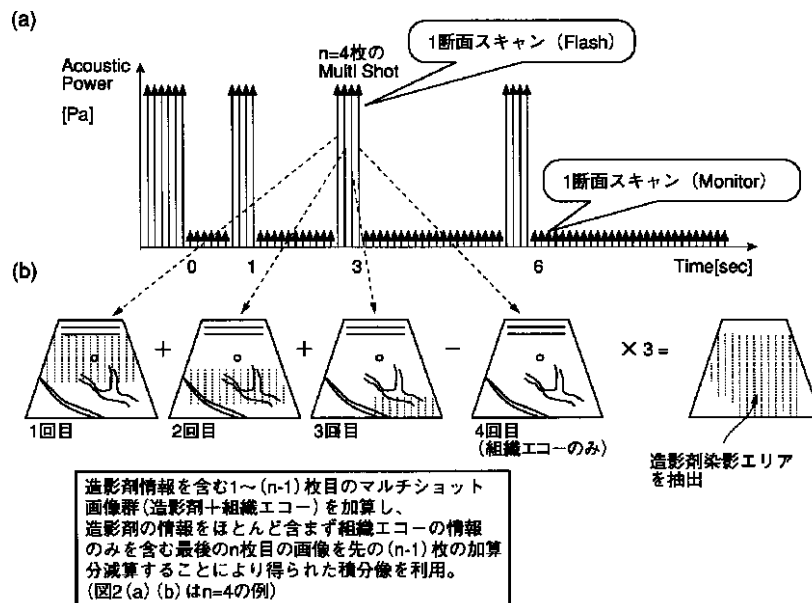 (a)
Acoustic
Power
[Pa]
n=4枚の
Multi Shot
1断面スキャン（Flash）
1断面スキャン（Monitor）
0 1 3 6 Time[sec]
(b)
+ + − ×3=
1回目 2回目 3回目 4回目
(組織エコーのみ)
造影剤染影エリア
を抽出
造影剤情報を含む1～(n-1)枚目のマルチショット
画像群(造影剤＋組織エコー)を加算し、
造影剤の情報をほとんど含まず組織エコーの情報
のみを含む最後のn枚目の画像を先の(n-1)枚の加算
分減算することにより得られた積分像を利用。
(図2(a)(b)はn=4の例)